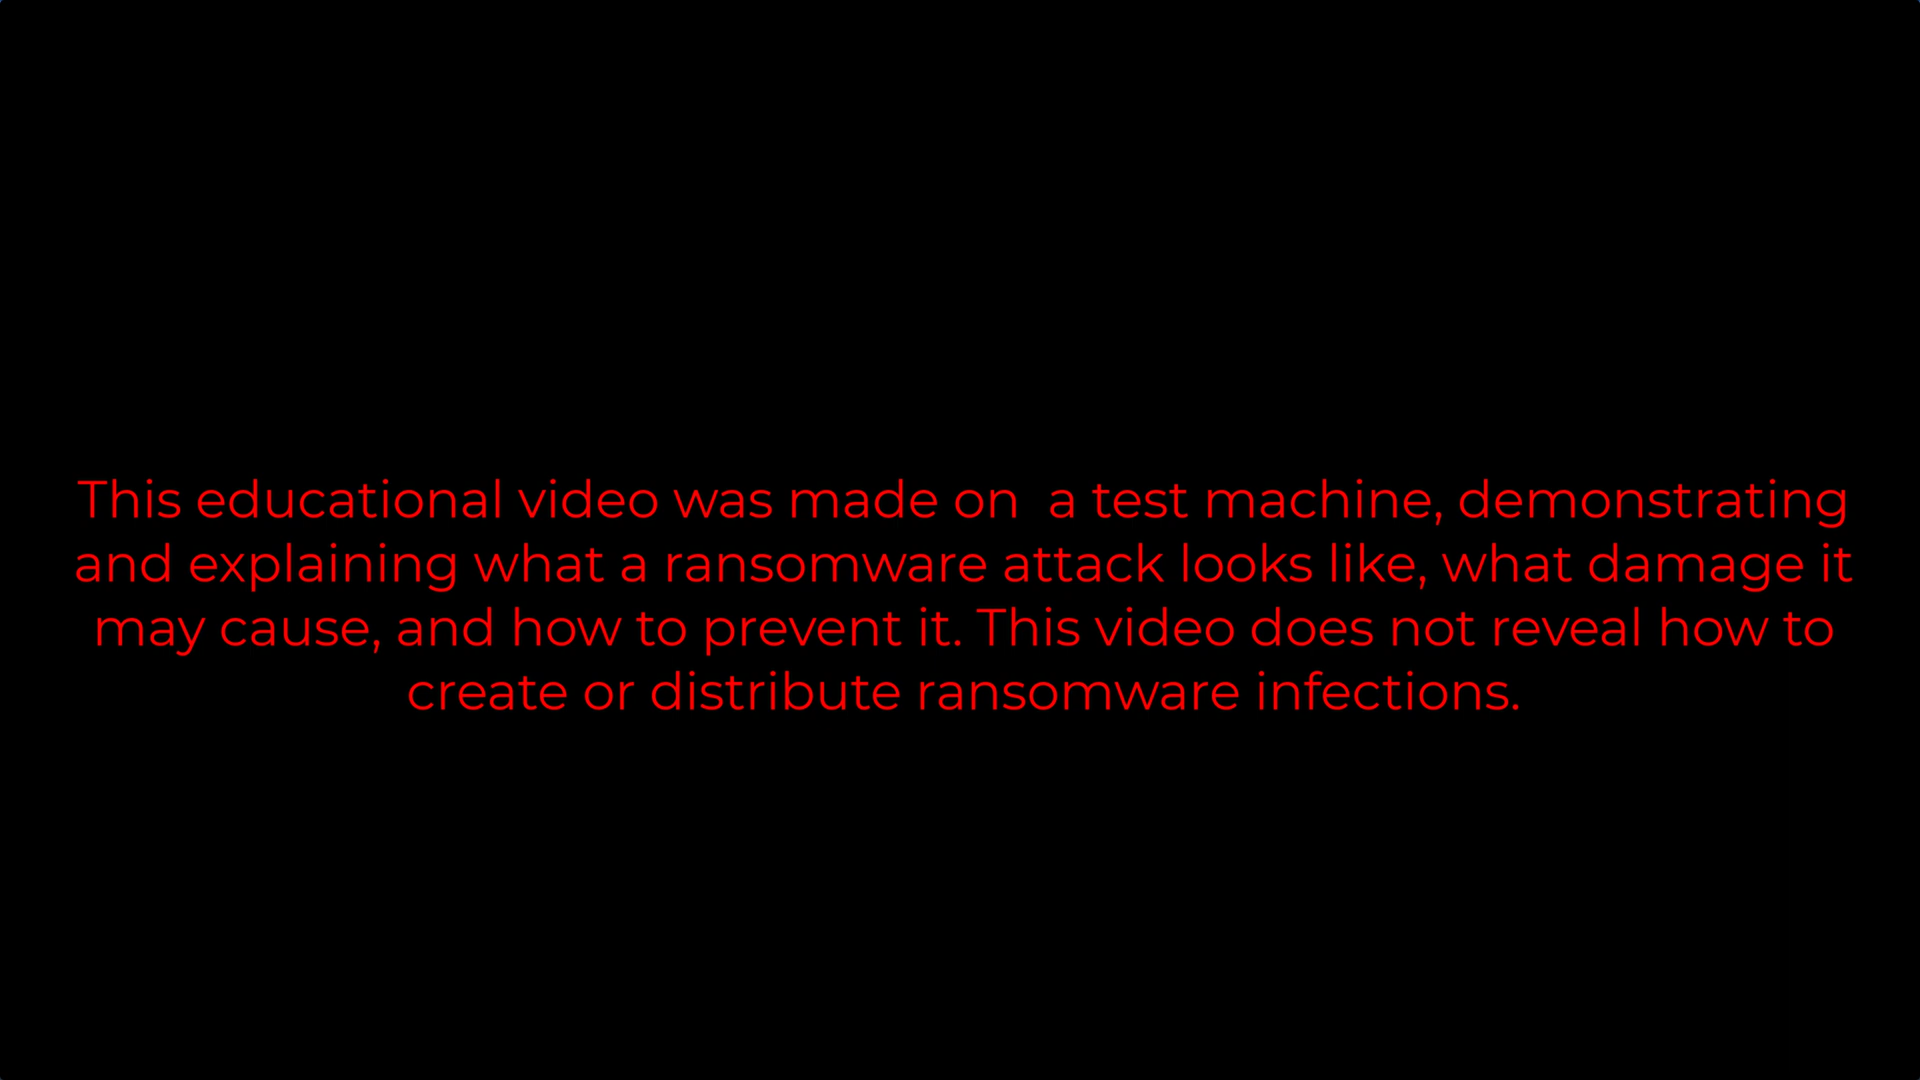 This educational video was made on  a test machine, demonstrating
and explaining what a ransomware attack looks like, what damage it
may cause, and how to prevent it. This video does not reveal how to
create or distribute ransomware infections.